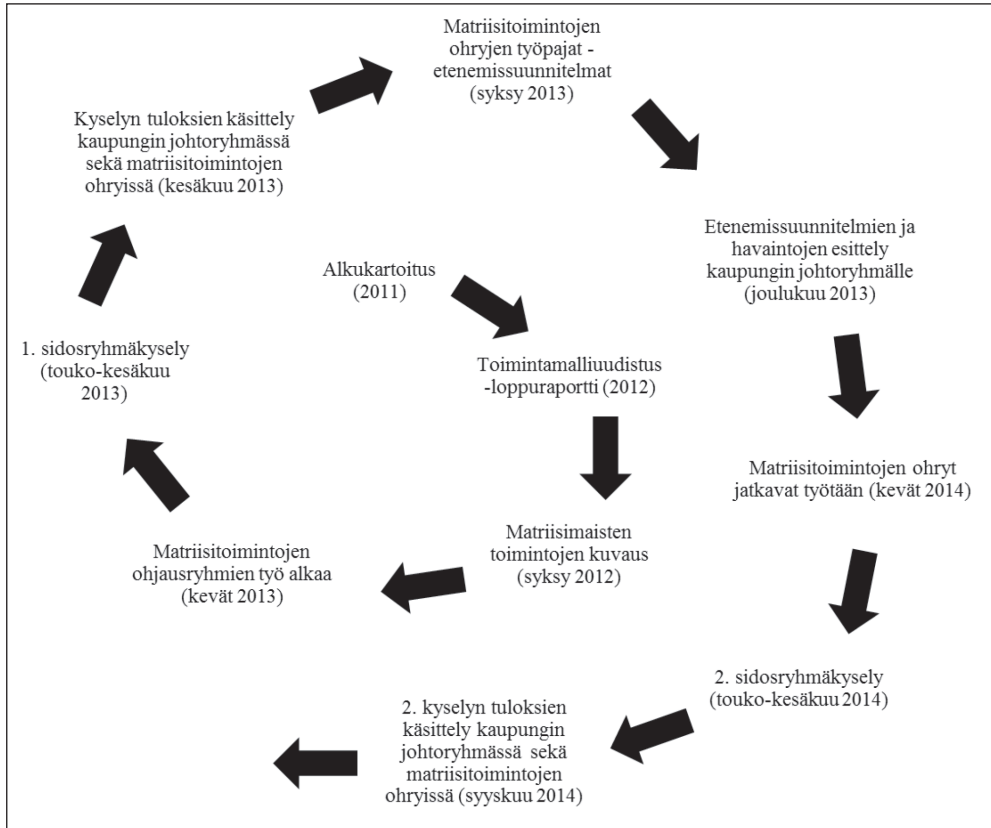 Alkukartoitus
(2011)
Toimintamalliuudistus
-loppuraportti (2012)
Matriisimaisten
toimintojen kuvaus
(syksy 2012)
Matriisitoimintojen
ohjausryhmien työ alkaa
(kevät 2013)
1. sidosryhmäkysely
(touko-kesäkuu
2013)
Kyselyn tuloksien käsittely
kaupungin johtoryhmässä
sekä matriisitoimintojen
ohryissä (kesäkuu 2013)
Matriisitoimintojen
ohryjen työpajat -
etenemissuunnitelmat
(syksy 2013)
Etenemissuunnitelmien ja
havaintojen esittely
kaupungin johtoryhmälle
(joulukuu 2013)
Matriisitoimintojen ohryt
jatkavat työtään (kevät 2014)
2. sidosryhmäkysely
(touko-kesäkuu 2014)
2. kyselyn tuloksien
käsittely kaupungin
johtoryhmässä sekä
matriisitoimintojen
ohryissä (syyskuu 2014)